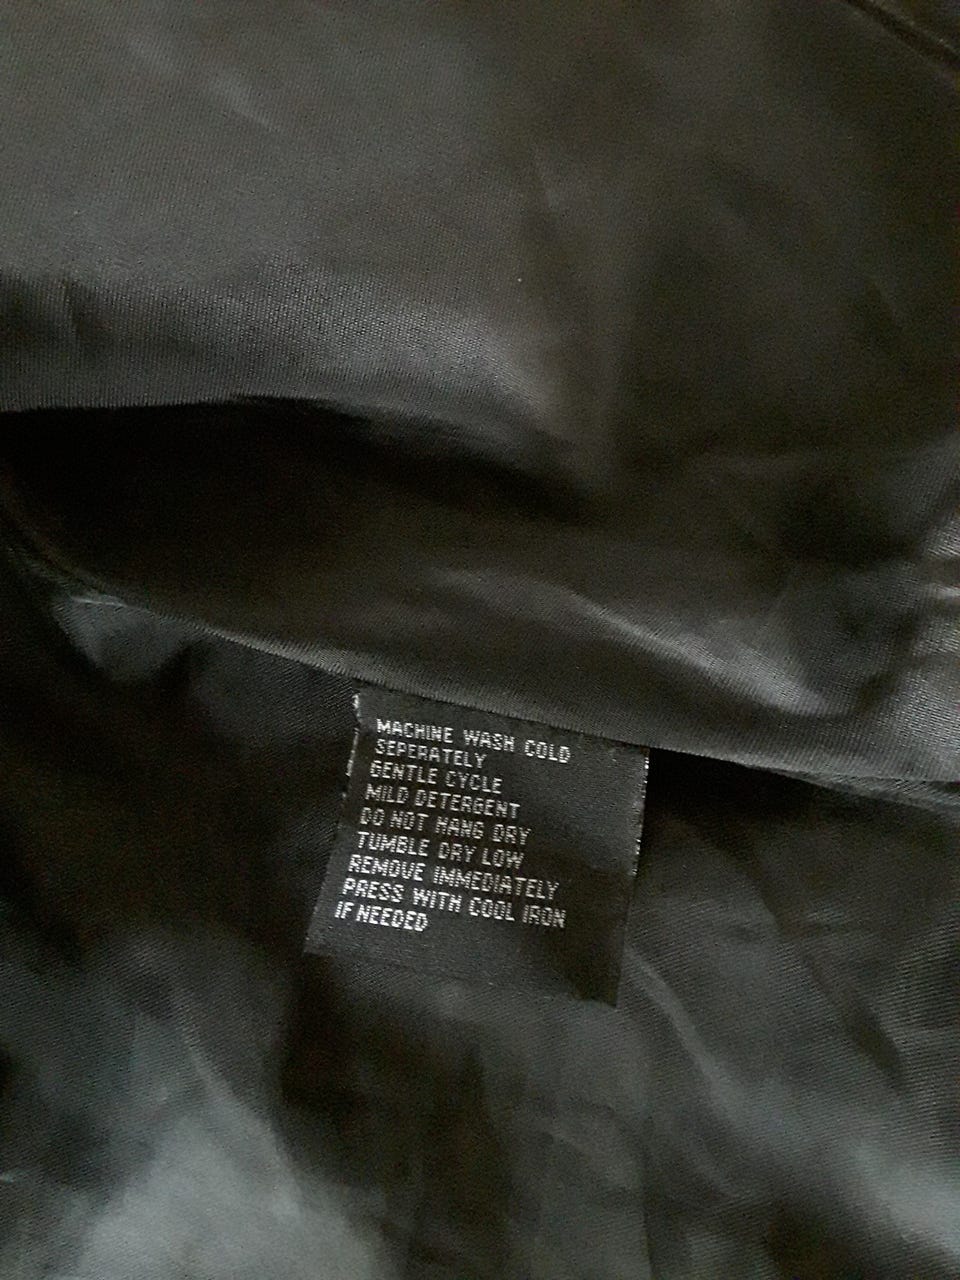 MACHINE WASH COLD
SEPERATELY
GENTLE CYCLE
MILD DETERGENT
DO NOT HANG DRY
TUMBLE DRY LOW
REMOVE IMMEDIATELY
PRESS WITH COOL IRON
IF NEEDED